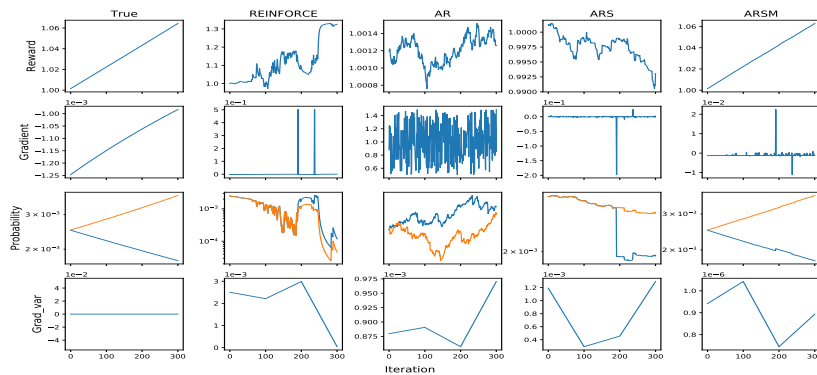 True REINFORCE AR ARS ARSM
Reward
1.06 1.04 1.02 1.00
1.3 1.2 1.1 1.0
1.0014 1.0012 1.0010 1.0008
1.0000 0.9975 0.9950 0.9925 0.9900
1.06 1.04 1.02 1.00
1e−3 1e−1 1e−1 1e−2
Gradient
−1.00 −1.05 −1.10 −1.15 −1.20 −1.25
5 4 3 2 1 0
1.4 1.2 1.0 0.8 0.6
0.0 −0.5 −1.0 −1.5 −2.0
2 1 0 −1
Probability
3 × 10−3 2 × 10−3
10−3 10−4
2 × 10−3
3 × 10−3 2 × 10−3
1e−2 1e−3 1e−3 1e−3 1e−6
Grad_var
4 2 0 −2 −4
3 2 1 0
0.975 0.950 0.925 0.900 0.875
1.2 1.0 0.8 0.6 0.4
1.0 0.8
0 100 200 300 0 100 200 300 0 100 200 300 0 100 200 300 0 100 200 300
Iteration